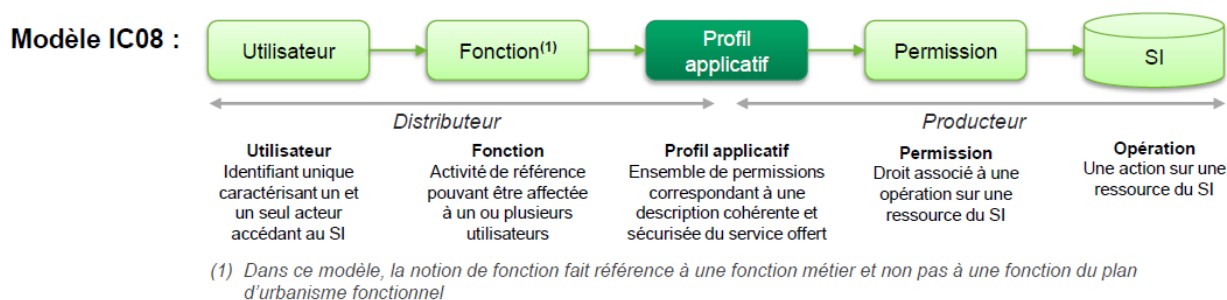 Modèle IC08 :
Utilisateur
Fonction(1)
Profil
applicatif
Permission
SI
Distributeur
Producteur
Utilisateur
Identifiant unique
caractérisant un et
un seul acteur
accédant au SI
Fonction
Activité de référence
pouvant être affectée
à un ou plusieurs
utilisateurs
Profil applicatif
Ensemble de permissions
correspondant à une
description cohérente et
sécurisée du service offert
Permission
Droit associé à une
opération sur une
ressource du SI
Opération
Une action sur une
ressource du SI
(1) Dans ce modèle, la notion de fonction fait référence à une fonction métier et non pas à une fonction du plan
d'urbanisme fonctionnel